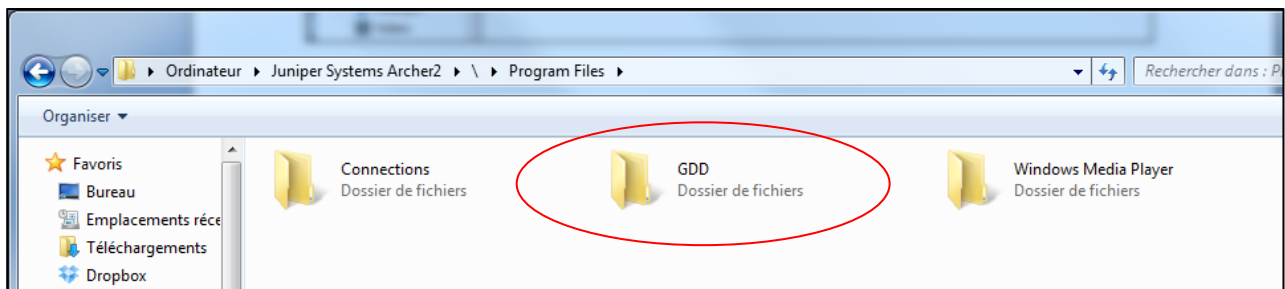 Ordinateur ▸ Juniper Systems Archer2 ▸ \ ▸ Program Files ▸
Rechercher dans :
Organiser
Favoris
Bureau
Emplacements réce
Téléchargements
Dropbox
Connections
Dossier de fichiers
GDD
Dossier de fichiers
Windows Media Player
Dossier de fichiers